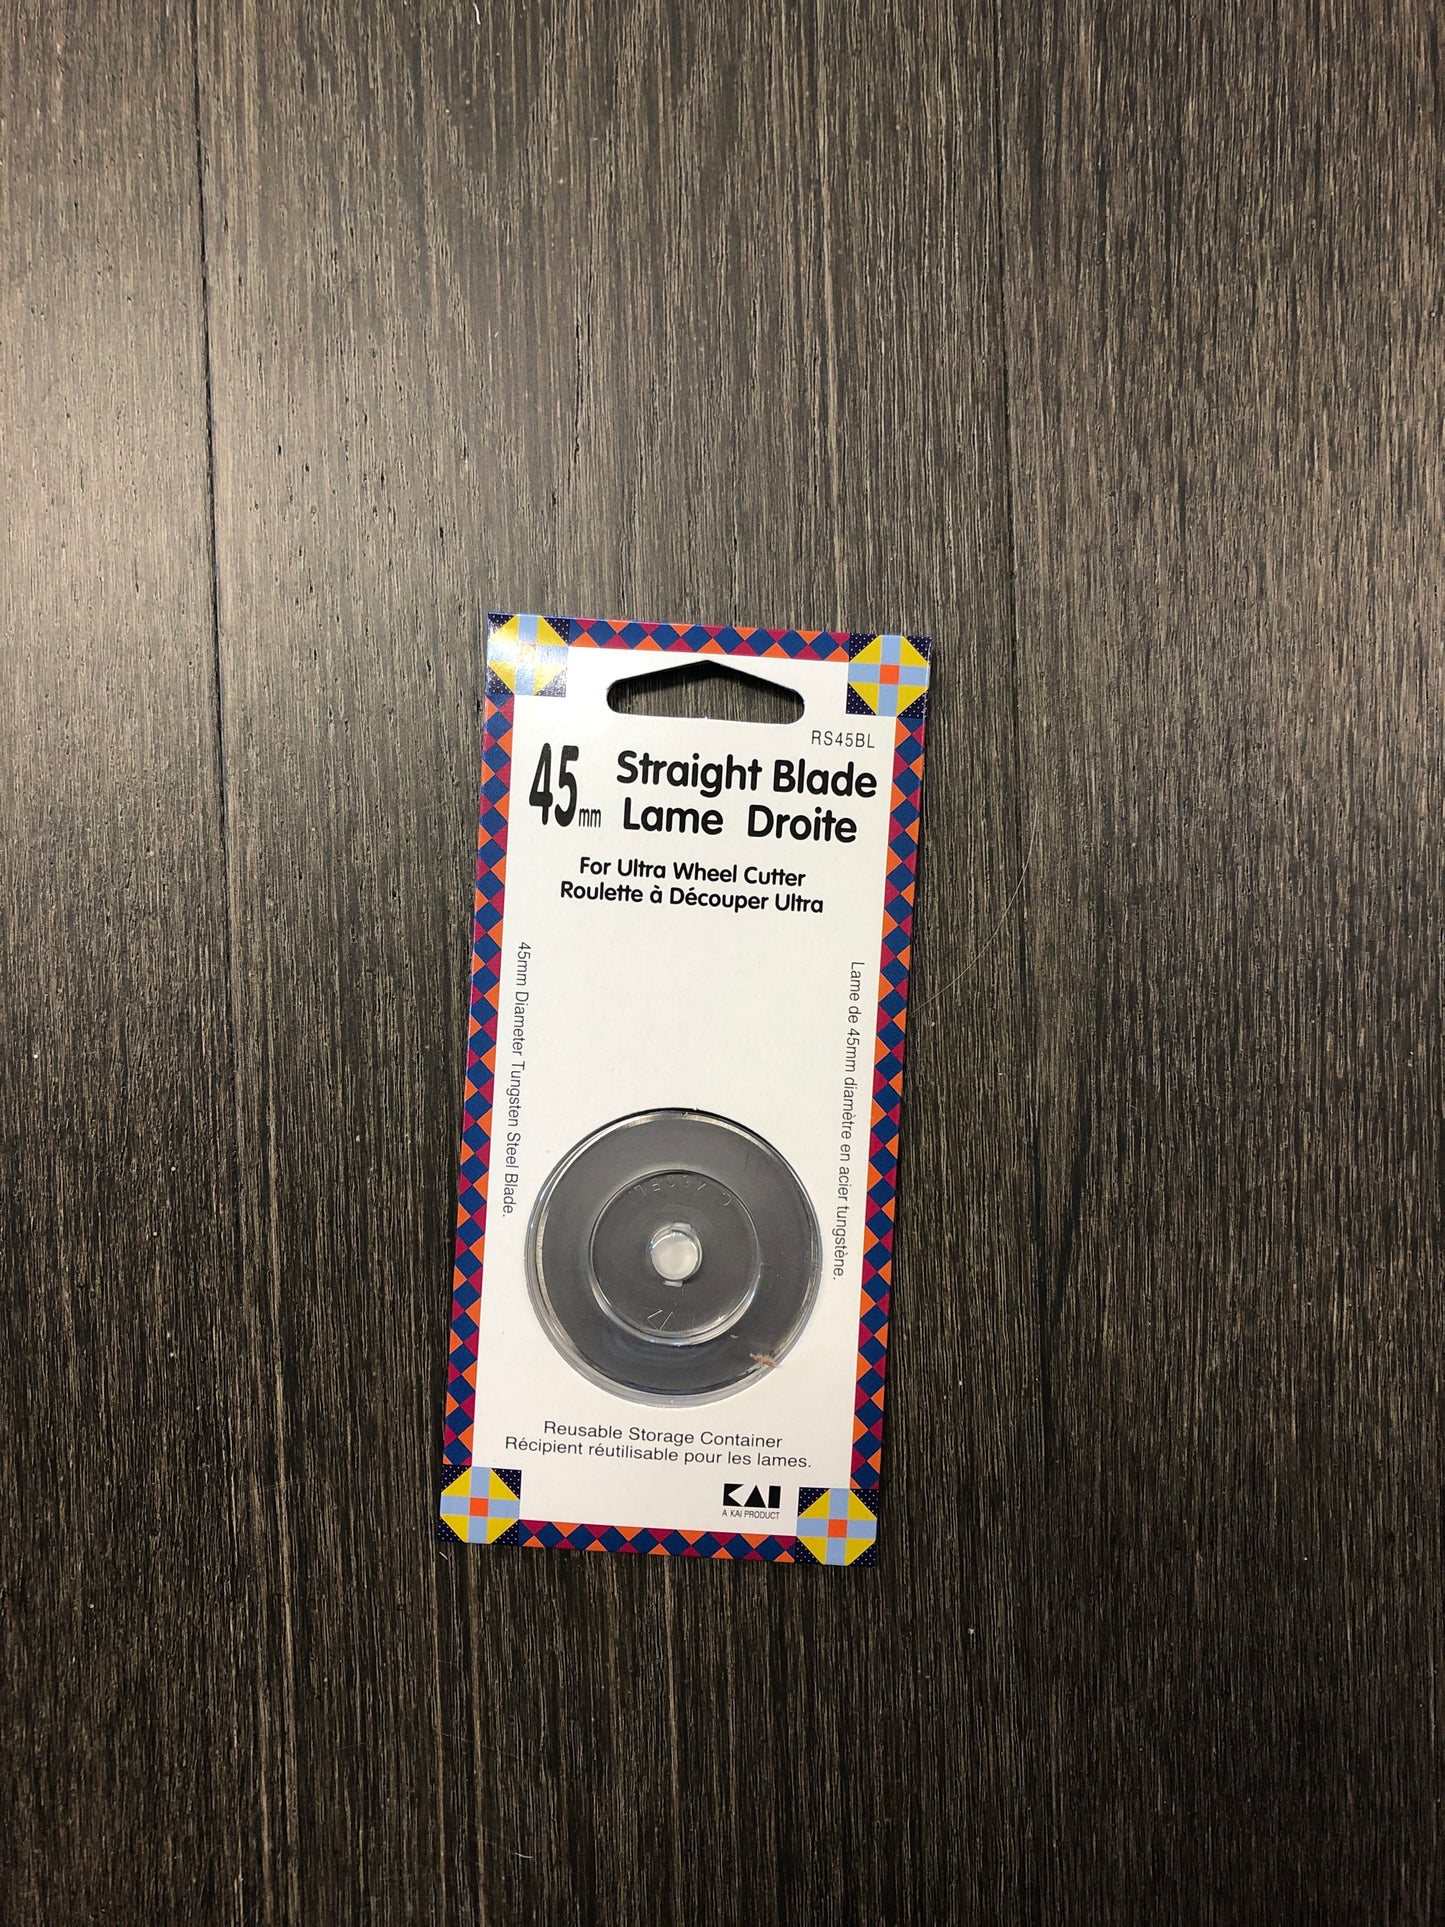 RS45BL
45mm Straight Blade
Lame Droite
For Ultra Wheel Cutter
Roulette à Découper Ultra
45mm Diameter Tungsten Steel Blade.
Lame de 45mm diamètre en acier tungstène.
Reusable Storage Container
Récipient réutilisable pour les lames.
KAI
A KAI PRODUCT